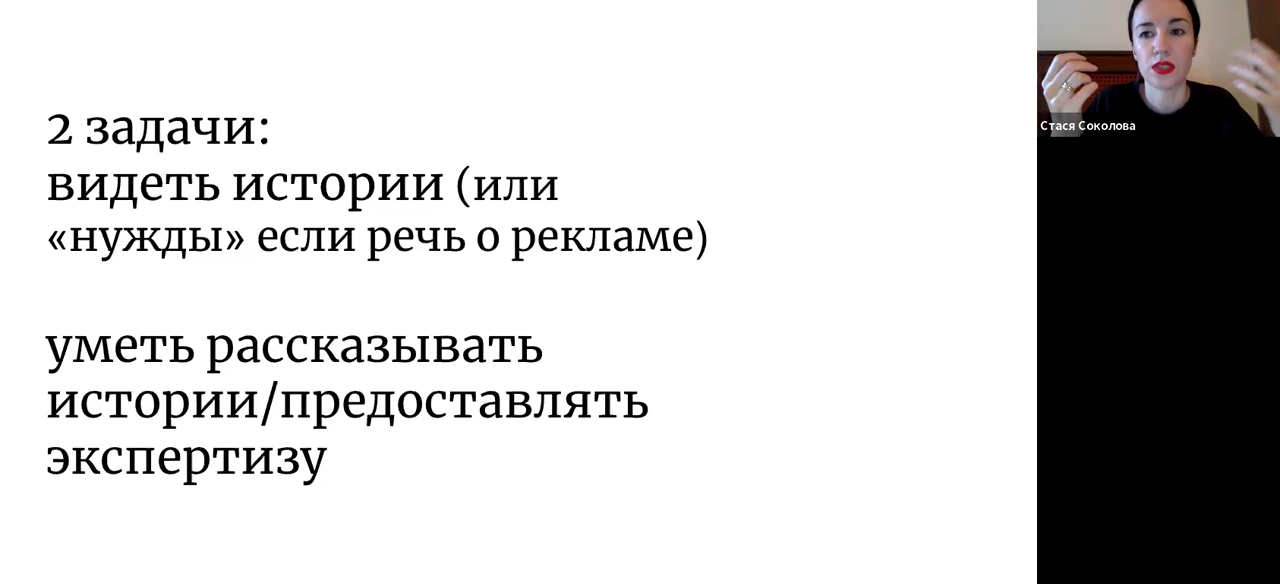 2 задачи:
видеть истории (или
«нужды» если речь о рекламе)
уметь рассказывать
истории/предоставлять
экспертизу
Стася Соколова